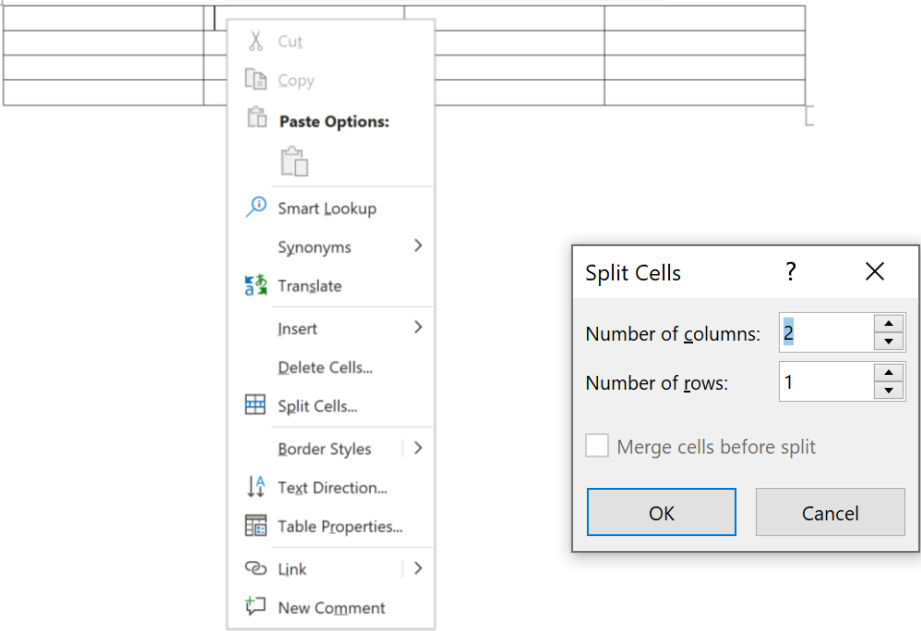 Cut
Copy
Paste Options:
Smart Lookup
Synonyms
Translate
Insert
Delete Cells...
Split Cells...
Border Styles
Text Direction...
Table Properties...
Link
New Comment
Split Cells ?
Number of columns: 2
Number of rows: 1
Merge cells before split
OK Cancel